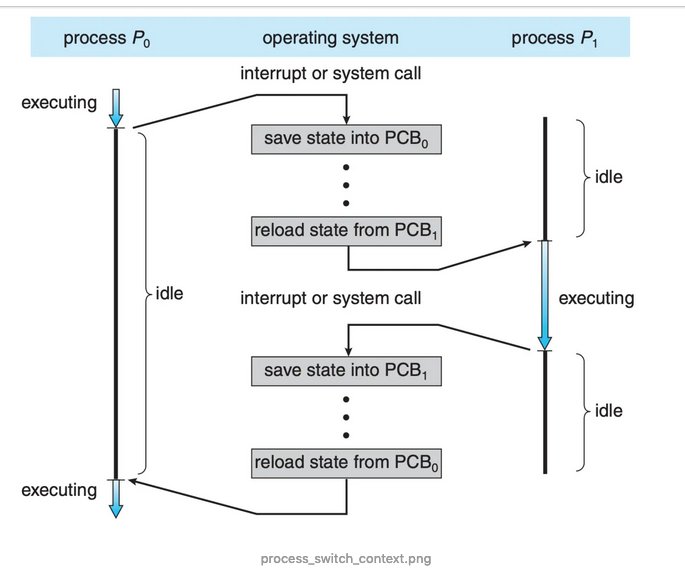 process P0 operating system process P1
interrupt or system call
executing
save state into PCB0
idle
reload state from PCB1
idle
interrupt or system call
executing
save state into PCB1
idle
reload state from PCB0
executing
process_switch_context.png